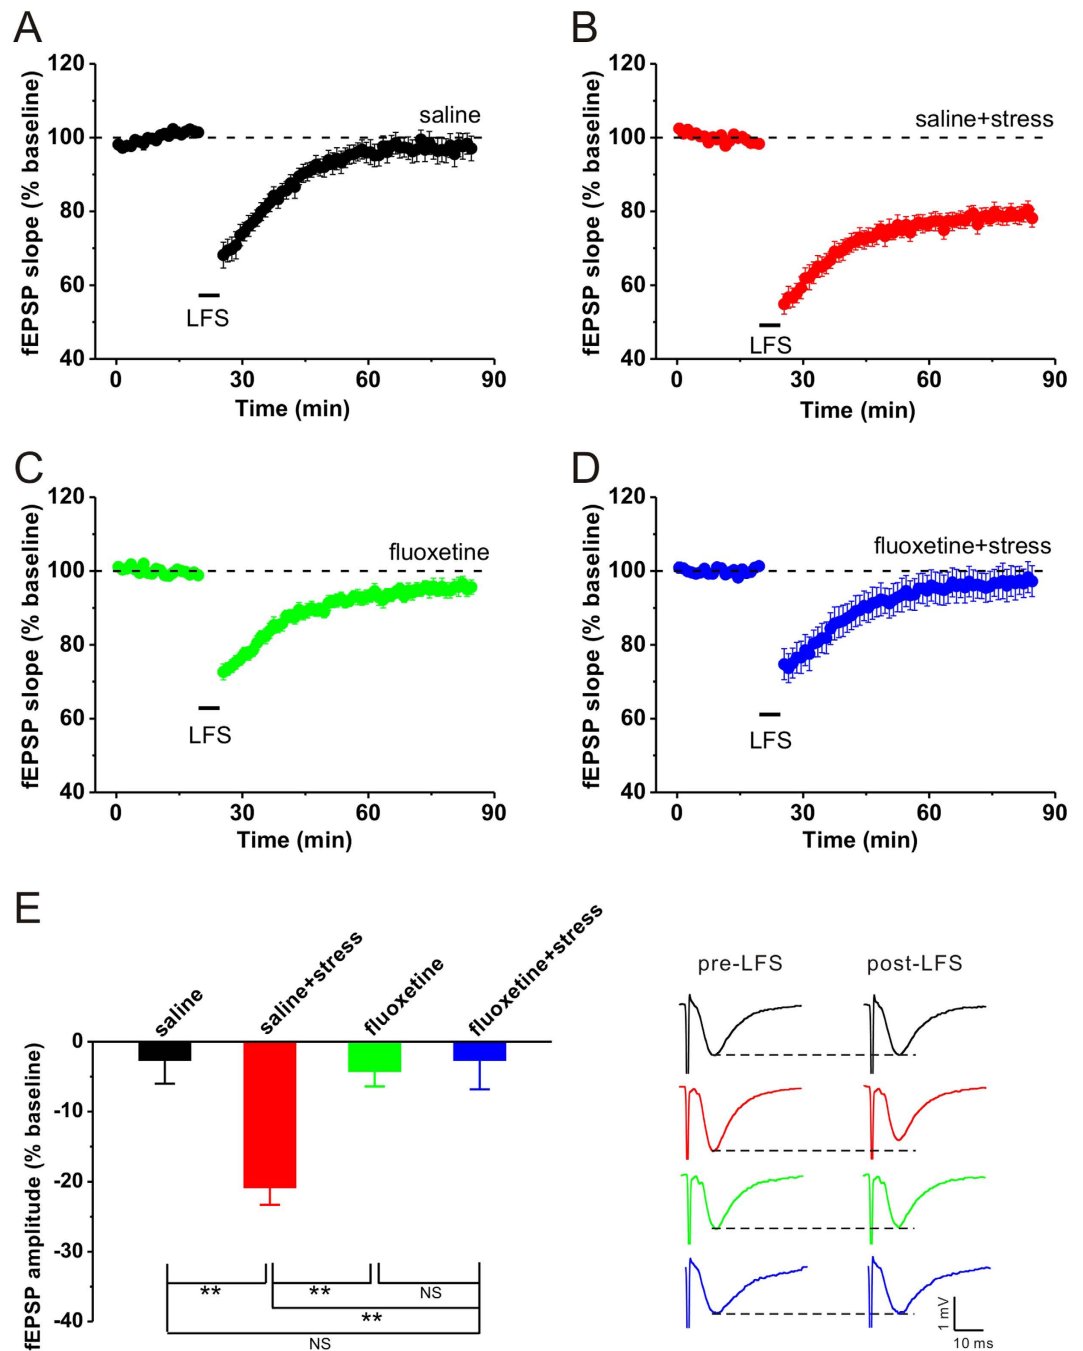 A
fEPSP slope (% baseline)
120
100
80
60
40
saline
LFS
0
30
60
90
Time (min)
B
fEPSP slope (% baseline)
120
100
80
60
40
saline+stress
LFS
0
30
60
90
Time (min)
C
fEPSP slope (% baseline)
120
100
80
60
40
fluoxetine
LFS
0
30
60
90
Time (min)
D
fEPSP slope (% baseline)
120
100
80
60
40
fluoxetine+stress
LFS
0
30
60
90
Time (min)
E
saline
saline+stress
fluoxetine
fluoxetine+stress
fEPSP amplitude (% baseline)
0
-10
-20
-30
-40
**
**
NS
**
NS
pre-LFS
post-LFS
1 mV
10 ms